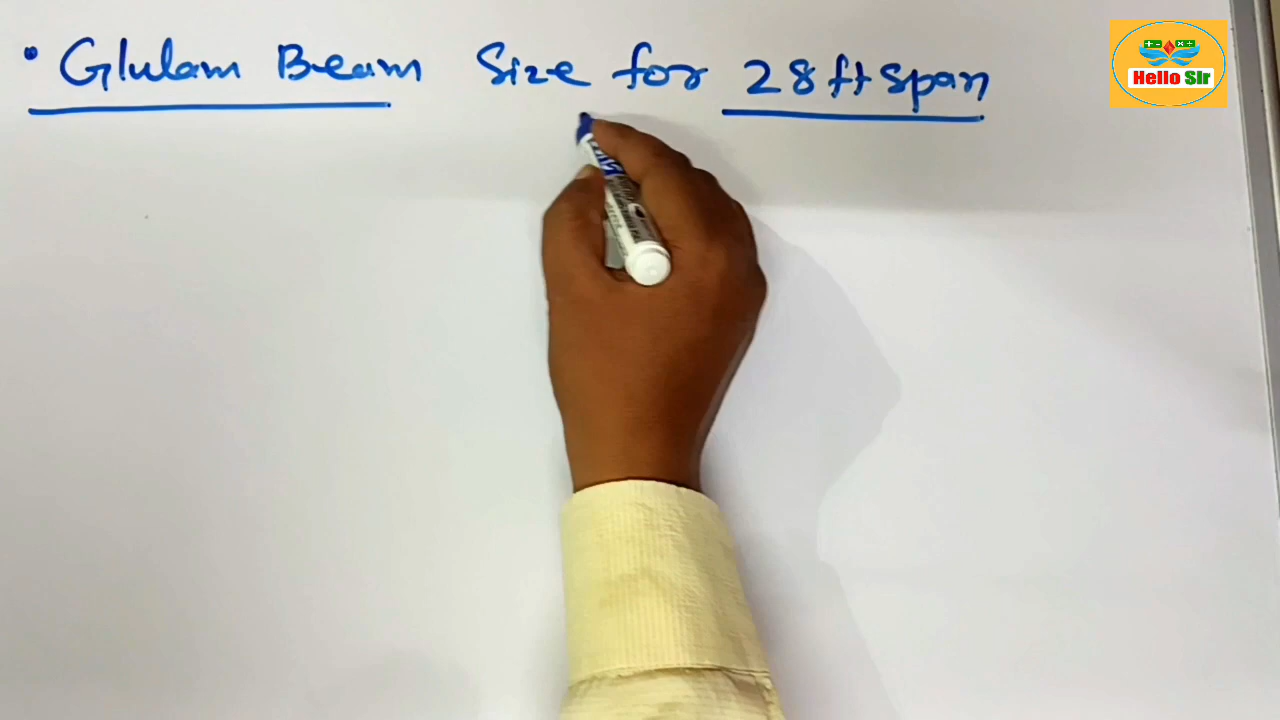 • Glulam Beam Size for 28 ft span
+ - × ÷
Hello Sir